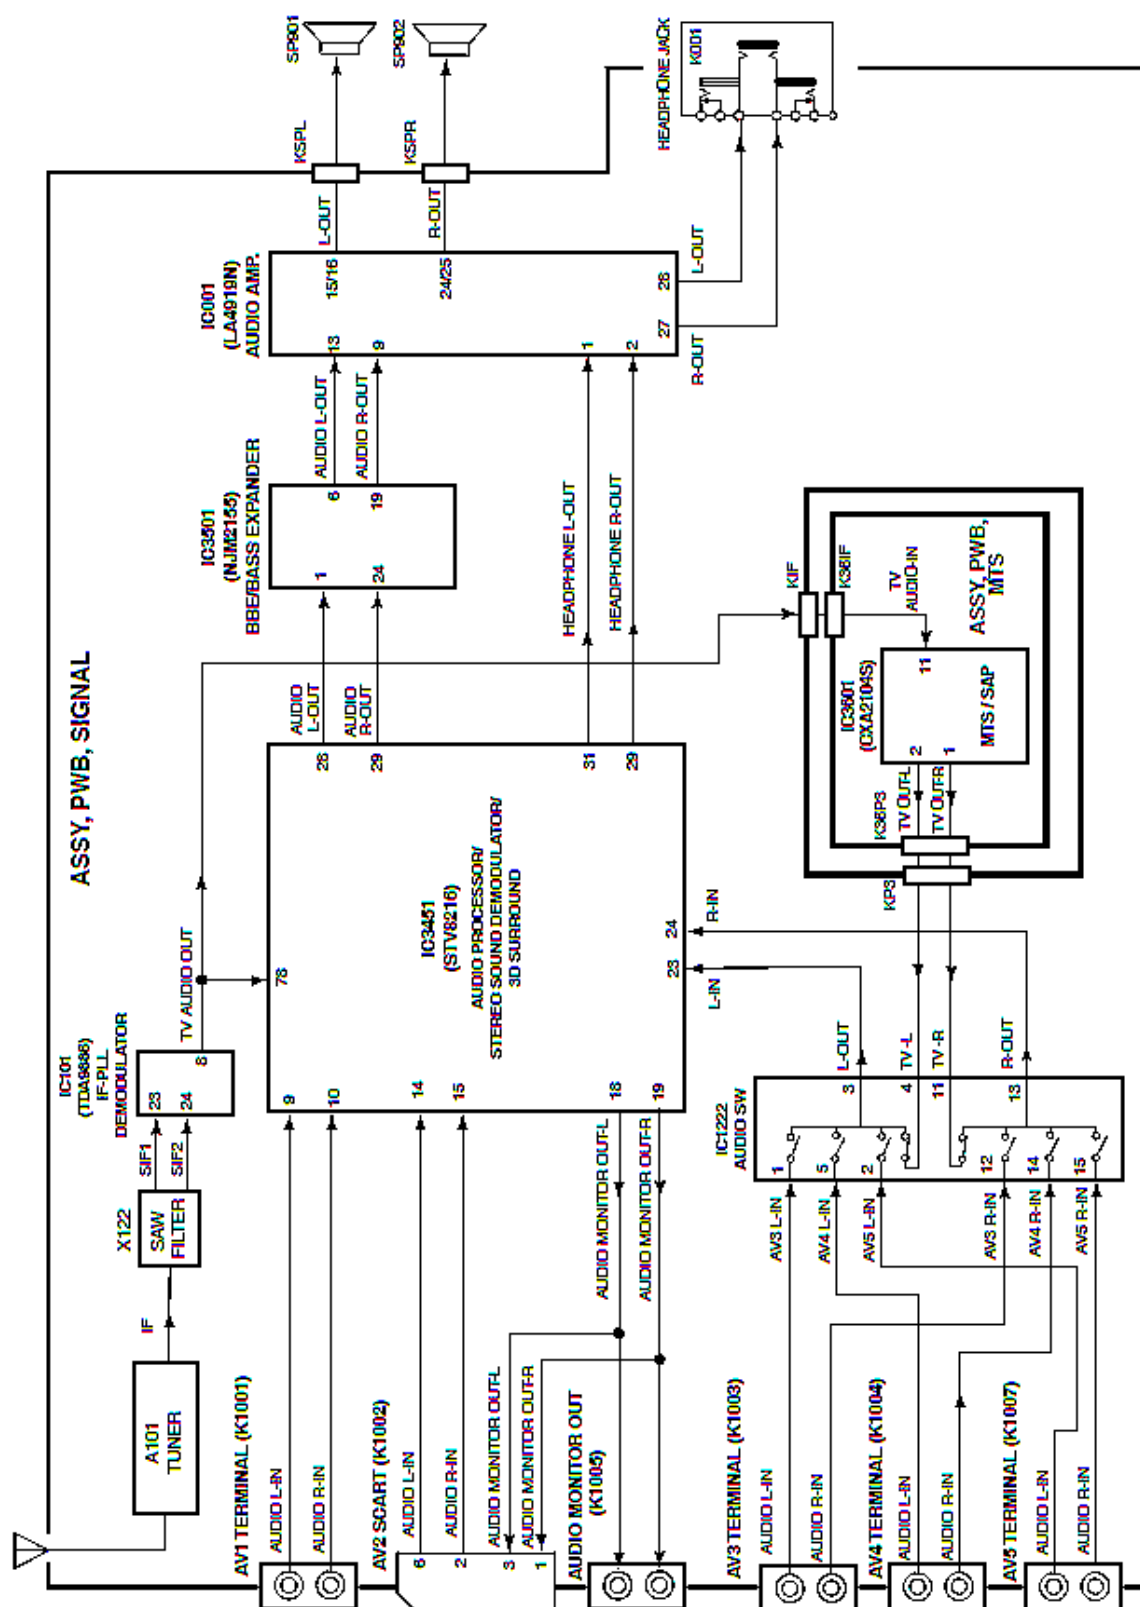 ASSY, PWB, SIGNAL
A101
TUNER
IF
X122
SAW
FILTER
SIF1
SIF2
IC101
(TDA9886)
IF-PLL
DEMODULATOR
23
24
8
TV AUDIO OUT
AV1 TERMINAL (K1001)
AUDIO L-IN
AUDIO R-IN
AV2 SCART (K1002)
6
AUDIO L-IN
2
AUDIO R-IN
3
AUDIO MONITOR OUT-L
1
AUDIO MONITOR OUT-R
AUDIO MONITOR OUT
(K1005)
AUDIO MONITOR OUT-L
AUDIO MONITOR OUT-R
78
9
10
14
15
18
19
IC3451
(STV8216)
AUDIO PROCESSOR/
STEREO SOUND DEMODULATOR/
3D SURROUND
28
29
31
29
23
24
L-IN
R-IN
AUDIO
L-OUT
AUDIO
R-OUT
IC3501
(NJM2155)
BBE/BASS EXPANDER
1
24
6
19
AUDIO L-OUT
AUDIO R-OUT
HEADPHONE L-OUT
HEADPHONE R-OUT
IC001
(LA4919N)
AUDIO AMP.
13
9
1
2
15/16
24/25
28
27
L-OUT
R-OUT
KSPL
KSPR
SP901
SP902
L-OUT
R-OUT
HEADPHONE JACK
K001
AV3 TERMINAL (K1003)
AUDIO L-IN
AUDIO R-IN
AV4 TERMINAL (K1004)
AUDIO L-IN
AUDIO R-IN
AV5 TERMINAL (K1007)
AUDIO L-IN
AUDIO R-IN
AV3 L-IN
AV4 L-IN
AV5 L-IN
AV3 R-IN
AV4 R-IN
AV5 R-IN
IC1222
AUDIO SW
1
5
2
12
14
15
3
4
11
13
L-OUT
TV -L
TV -R
R-OUT
KP3
K36P3
TV OUT-L
TV OUT-R
IC3601
(CXA2104S)
2
1
11
MTS / SAP
TV
AUDIO-IN
KIF
K36IF
ASSY, PWB,
MTS